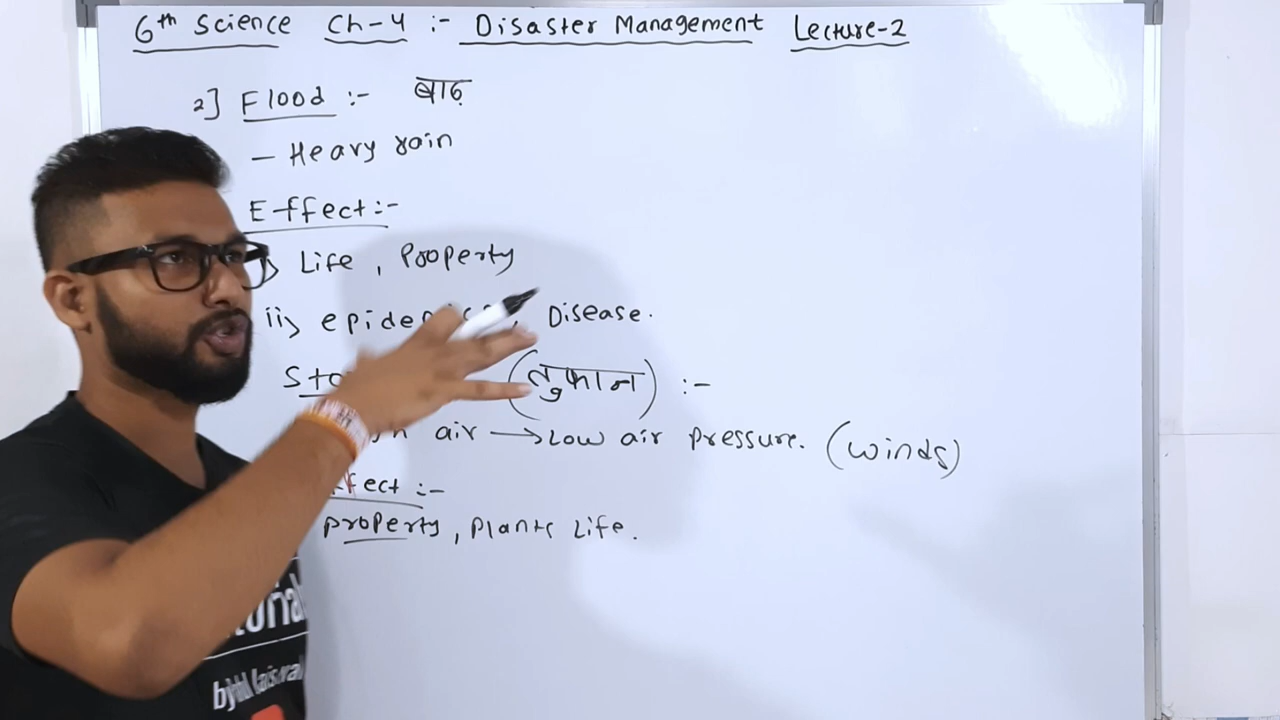 6th Science Ch-4 :- Disaster Management Lecture-2
2] Flood :- बाढ़
- Heavy rain
Effect :-
Life , Property
ii> Disease.
(तुफान) :-
air → Low air pressure. (winds)
:-
property , Plants Life.